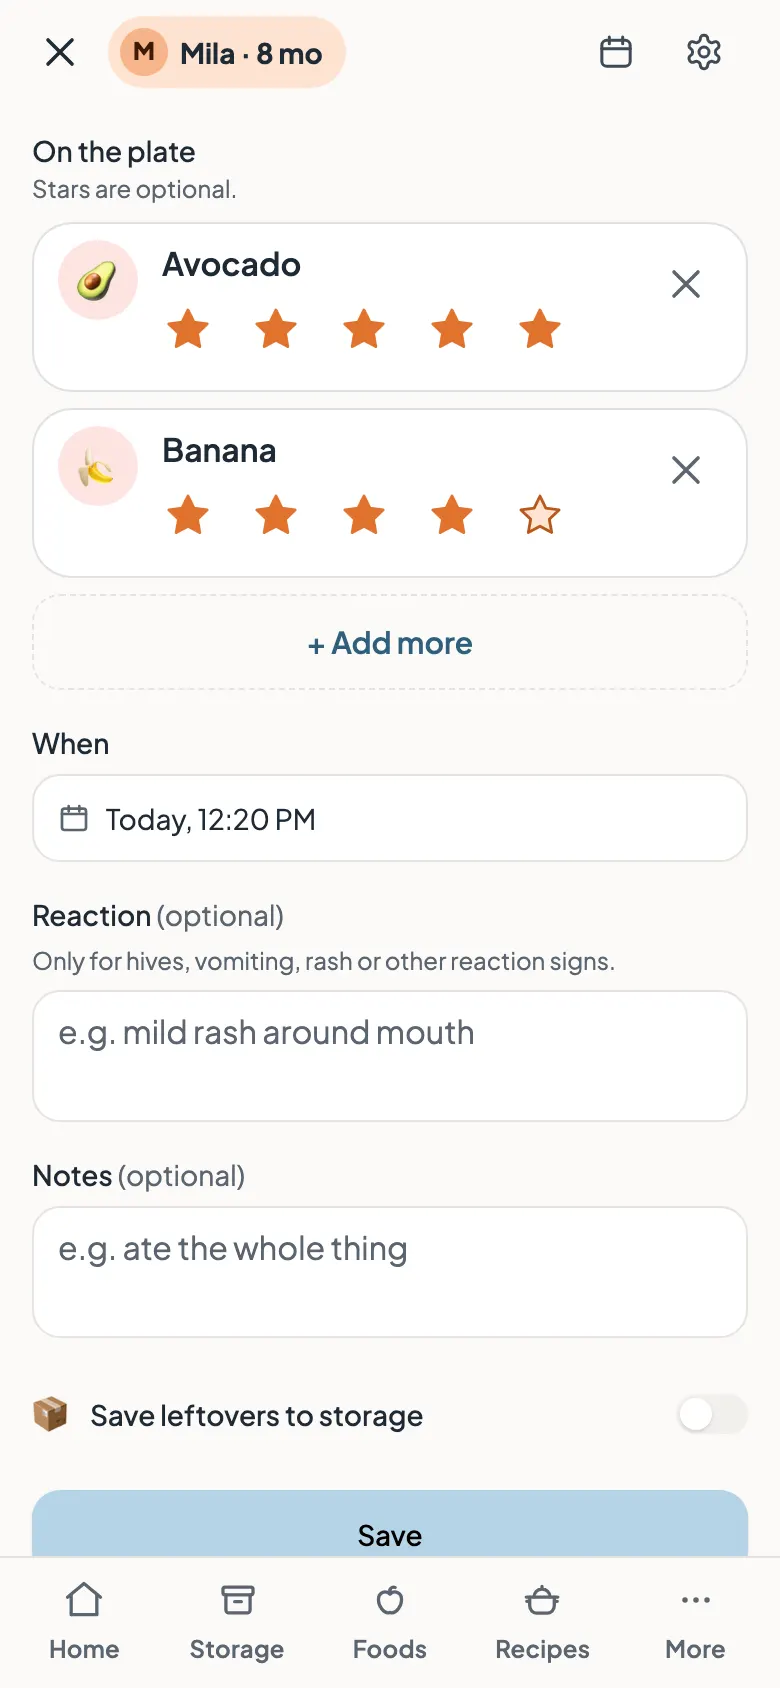 M
Mila · 8 mo
On the plate
Stars are optional.
Avocado
Banana
+ Add more
When
Today, 12:20 PM
Reaction (optional)
Only for hives, vomiting, rash or other reaction signs.
e.g. mild rash around mouth
Notes (optional)
e.g. ate the whole thing
Save leftovers to storage
Save
Home
Storage
Foods
Recipes
More